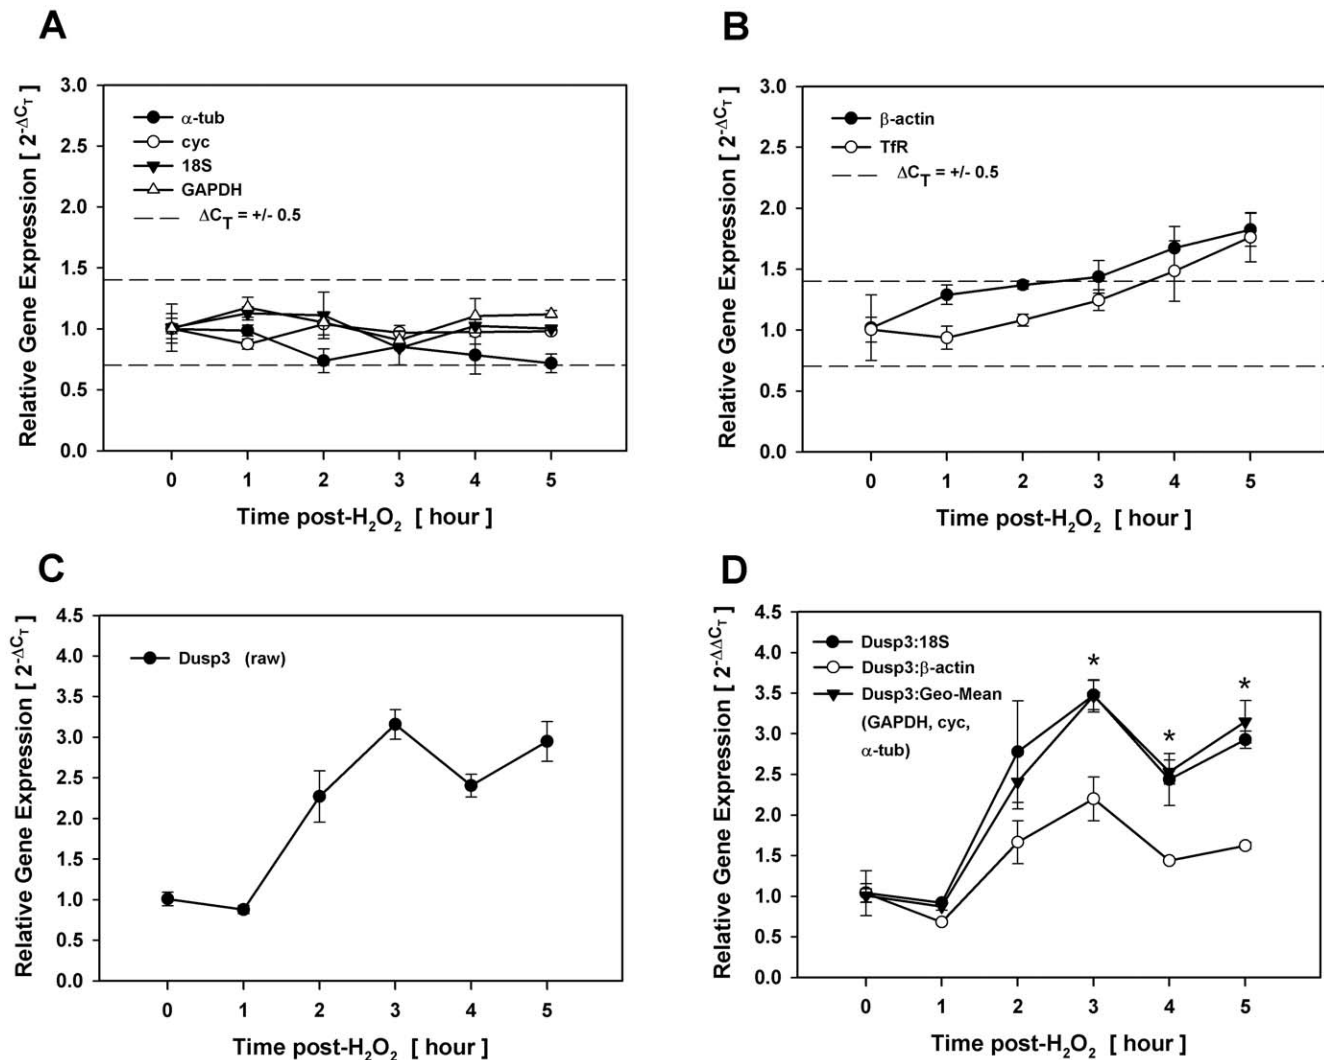 A
Relative Gene Expression [ 2^-ΔC_T ]
3.0
2.5
2.0
1.5
1.0
0.5
0.0
α-tub
cyc
18S
GAPDH
ΔC_T = +/- 0.5
0 1 2 3 4 5
Time post-H₂O₂ [ hour ]
B
Relative Gene Expression [ 2^-ΔC_T ]
3.0
2.5
2.0
1.5
1.0
0.5
0.0
β-actin
TfR
ΔC_T = +/- 0.5
0 1 2 3 4 5
Time post-H₂O₂ [ hour ]
C
Relative Gene Expression [ 2^-ΔC_T ]
4.5
4.0
3.5
3.0
2.5
2.0
1.5
1.0
0.5
0.0
Dusp3 (raw)
0 1 2 3 4 5
Time post-H₂O₂ [ hour ]
D
Relative Gene Expression [ 2^-ΔΔC_T ]
4.5
4.0
3.5
3.0
2.5
2.0
1.5
1.0
0.5
0.0
Dusp3:18S
Dusp3:β-actin
Dusp3:Geo-Mean
(GAPDH, cyc,
α-tub)
*
*
*
0 1 2 3 4 5
Time post-H₂O₂ [ hour ]